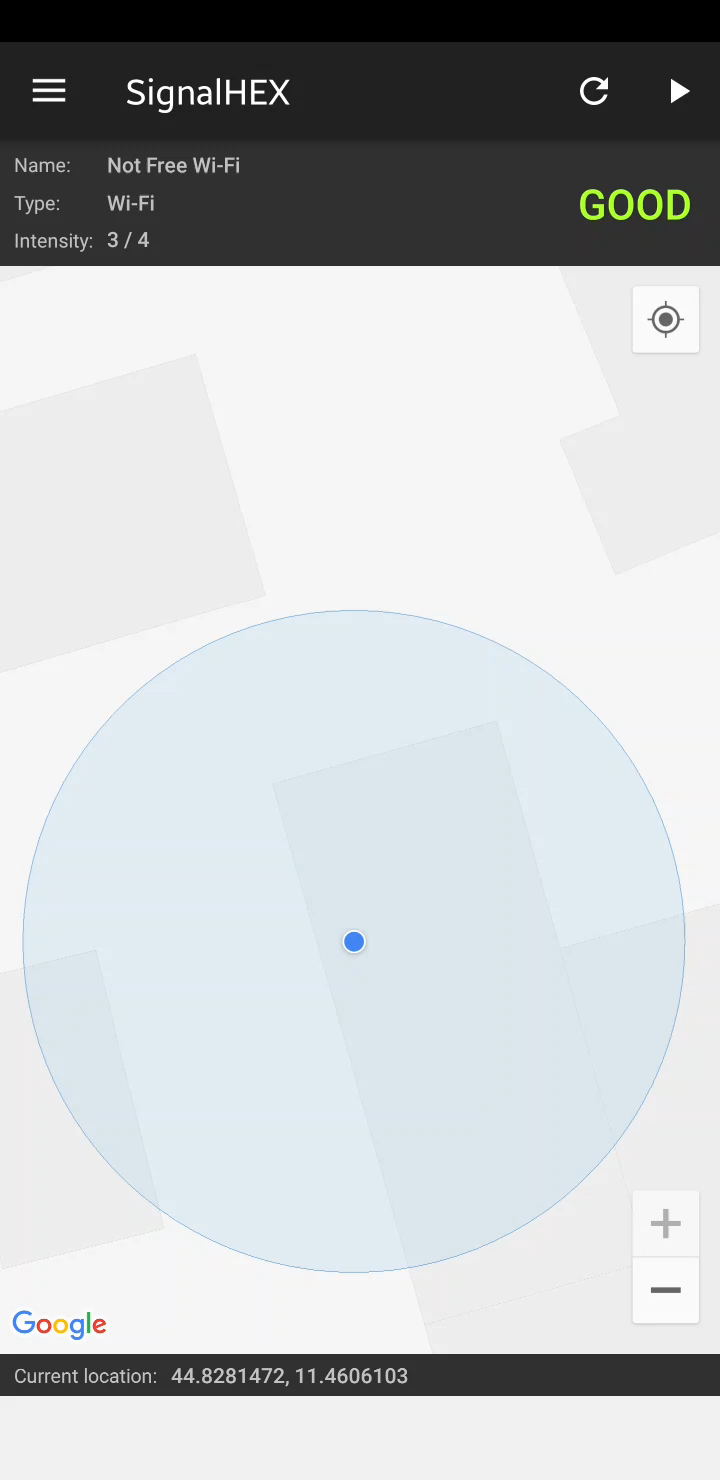 SignalHEX
Name: Not Free Wi-Fi
Type: Wi-Fi
Intensity: 3 / 4
GOOD
Google
Current location: 44.8281472, 11.4606103